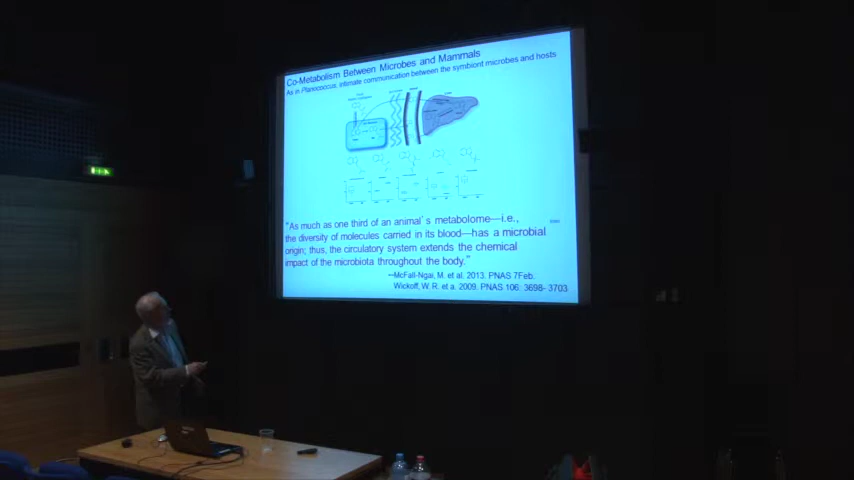 Co-Metabolism Between Microbes and Mammals
As in Planococcus, intimate communication between the symbiont microbes and hosts
"As much as one third of an animal's metabolome—i.e.,
the diversity of molecules carried in its blood—has a microbial
origin; thus, the circulatory system extends the chemical
impact of the microbiota throughout the body."
—McFall-Ngai, M. et al. 2013. PNAS 7Feb.
Wickoff, W. R. et a. 2009. PNAS 106: 3698- 3703